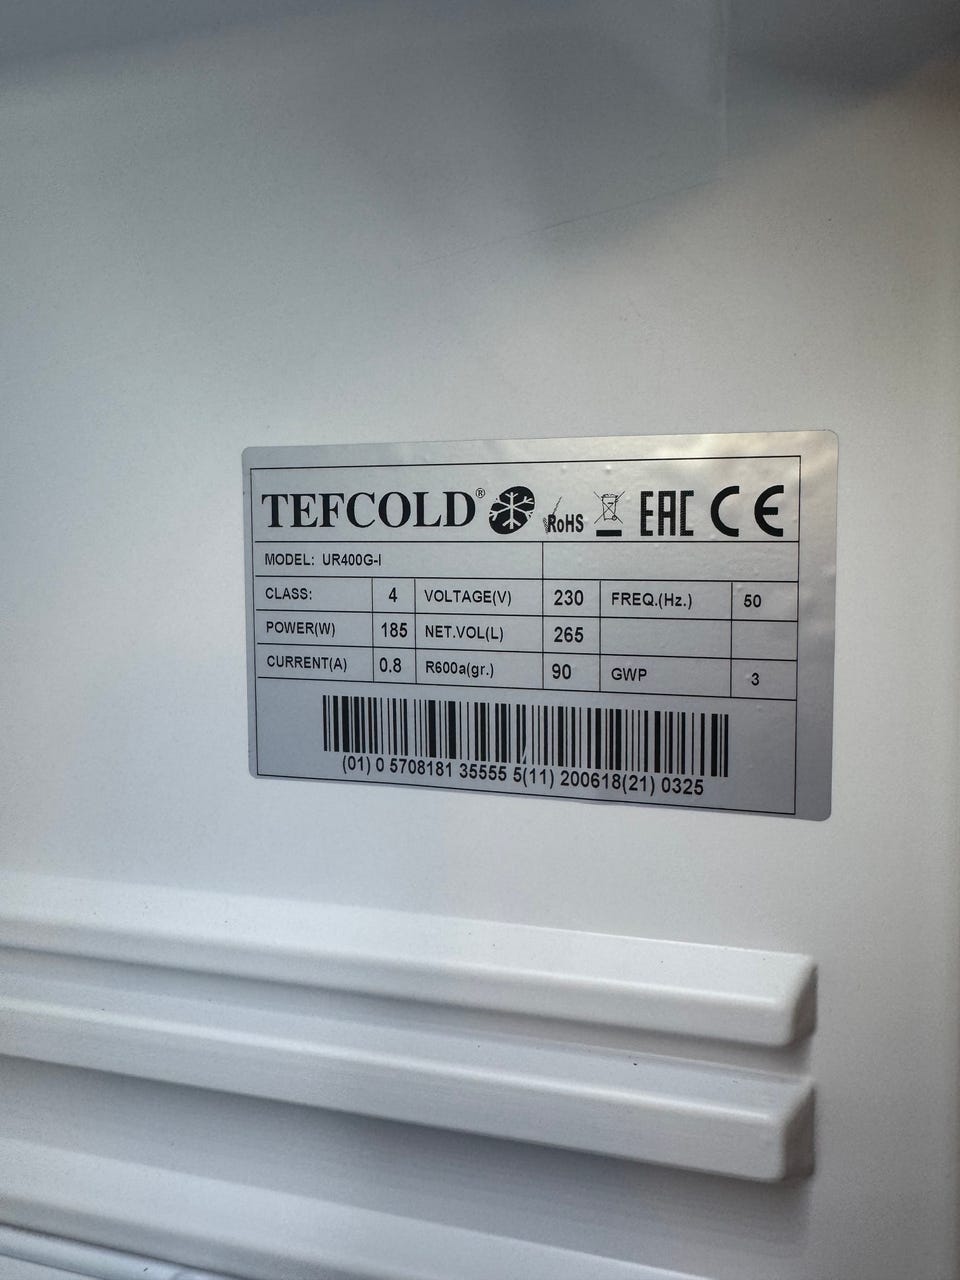 TEFCOLD® RoHS EAC CE
MODEL: UR400G-I
CLASS: 4 VOLTAGE(V) 230 FREQ.(Hz.) 50
POWER(W) 185 NET.VOL(L) 265
CURRENT(A) 0.8 R600a(gr.) 90 GWP 3
(01) 0 5708181 35555 5(11) 200618(21) 0325